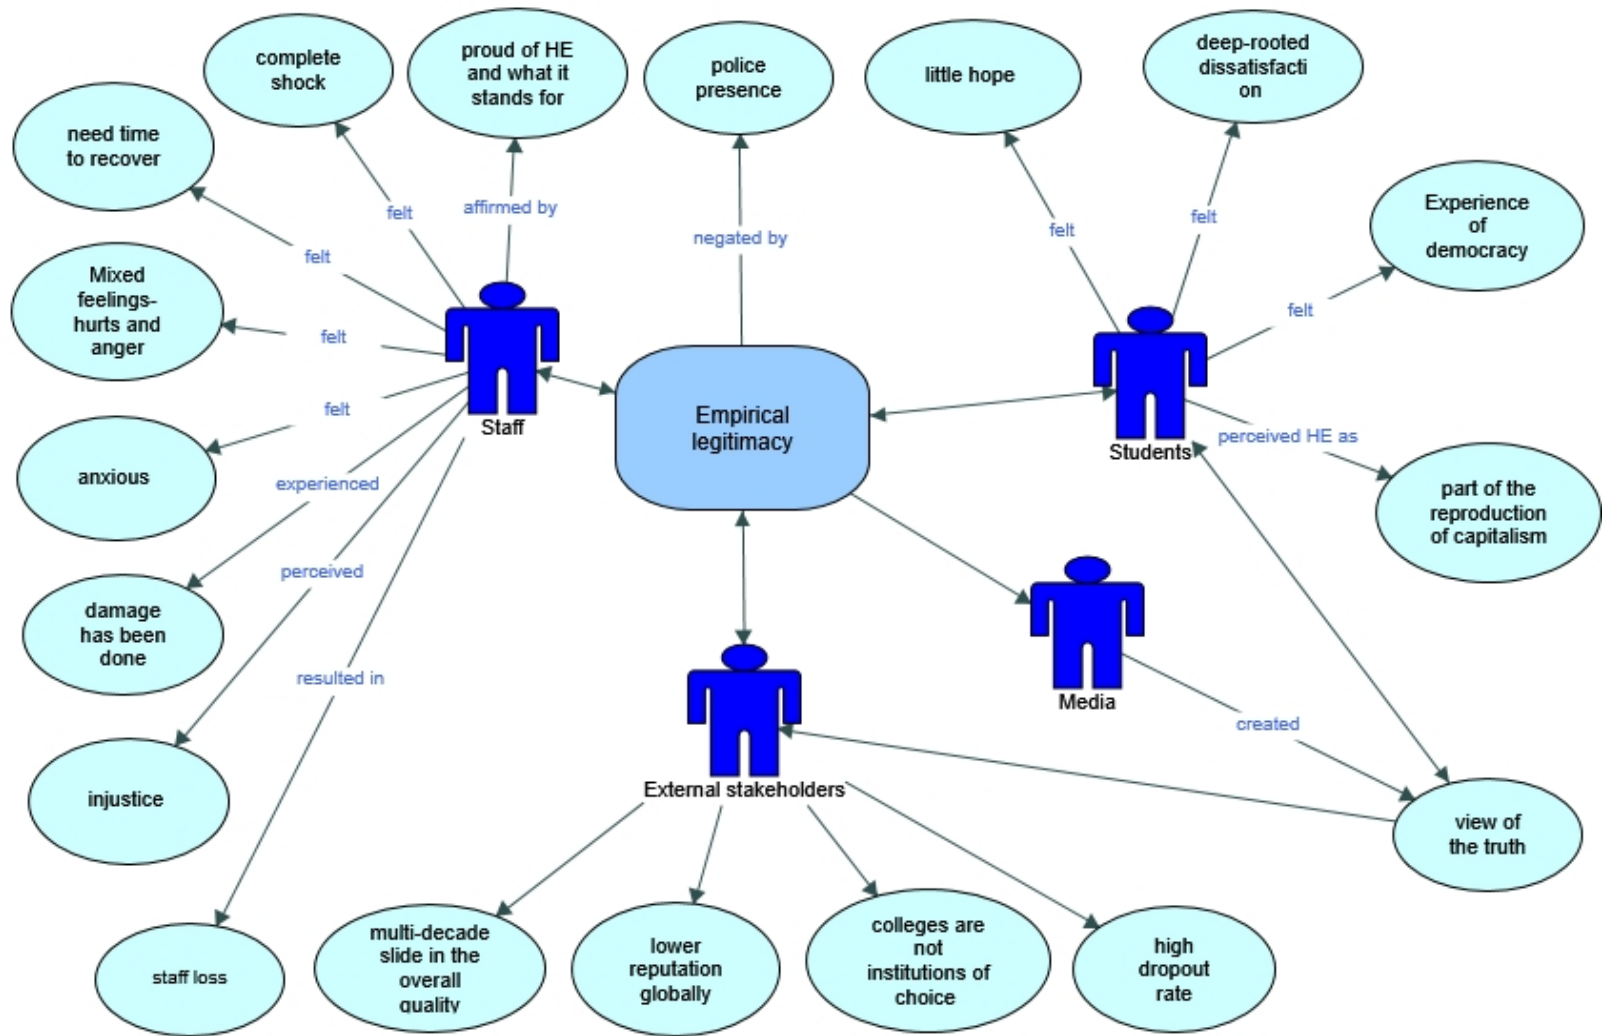 complete
shock
proud of HE
and what it
stands for
police
presence
little hope
deep-rooted
dissatisfacti
on
need time
to recover
felt
affirmed by
negated by
felt
felt
Experience
of
democracy
felt
Mixed
feelings-
hurts and
anger
felt
felt
Staff
Empirical
legitimacy
Students
perceived HE as
part of the
reproduction
of capitalism
felt
anxious
experienced
perceived
damage
has been
done
resulted in
injustice
staff loss
Media
created
External stakeholders
view of
the truth
multi-decade
slide in the
overall
quality
lower
reputation
globally
colleges are
not
institutions of
choice
high
dropout
rate